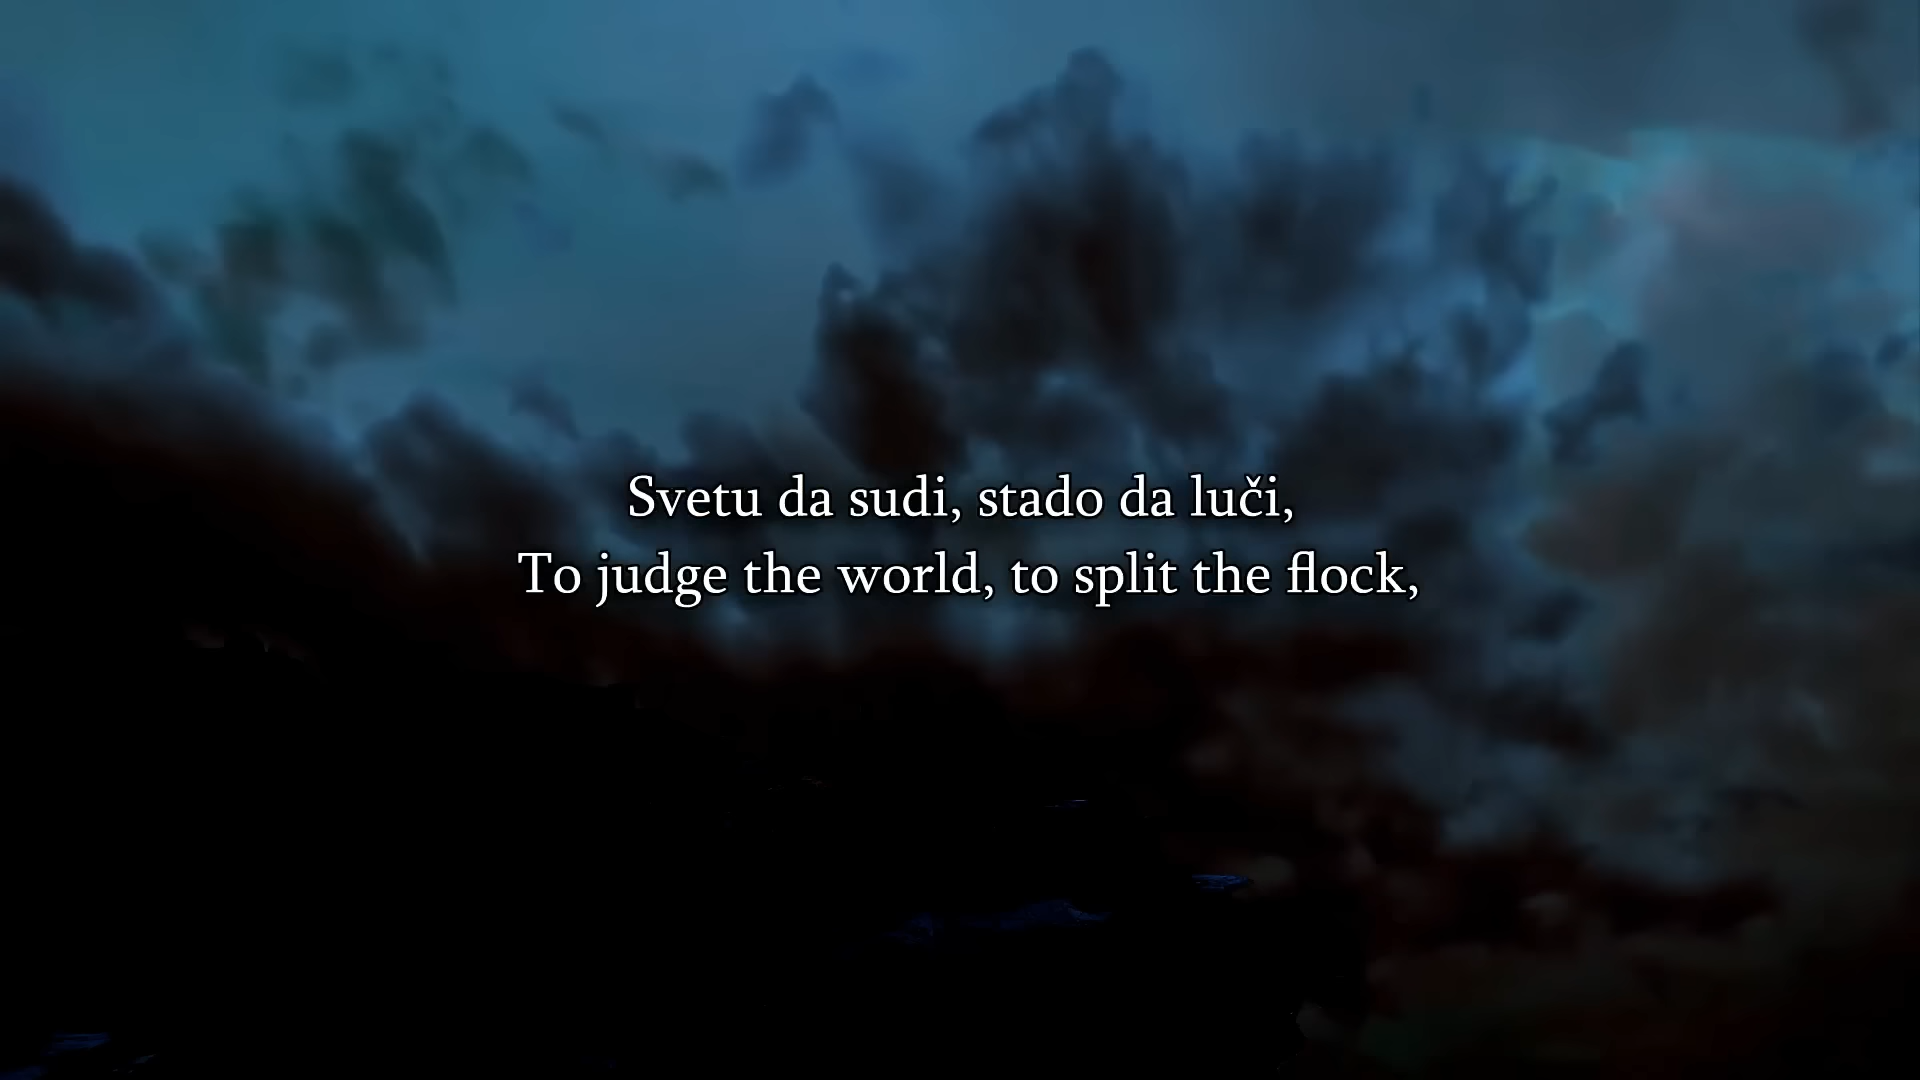 Svetu da sudi, stado da luči,
To judge the world, to split the flock,